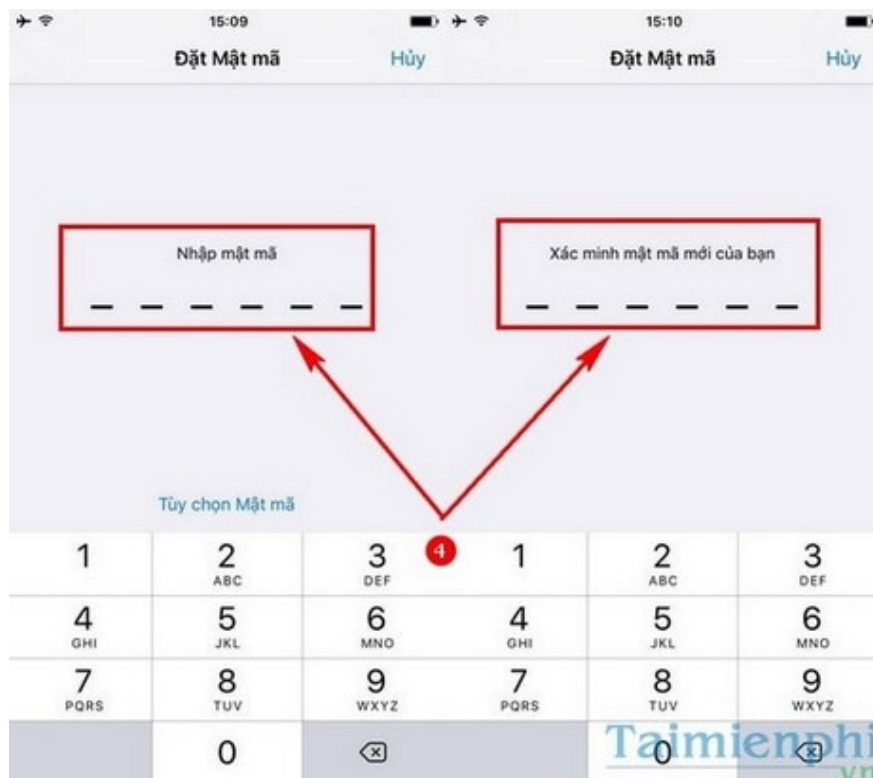 15:09
Đặt Mật mã
Hủy
Nhập mật mã
Tùy chọn Mật mã
1
2
ABC
3
DEF
4
GHI
5
JKL
6
MNO
7
PQRS
8
TUV
9
WXYZ
0
15:10
Đặt Mật mã
Hủy
Xác minh mật mã mới của bạn
4
1
2
ABC
3
DEF
4
GHI
5
JKL
6
MNO
7
PQRS
8
TUV
9
WXYZ
0
Taimienphi
.vn